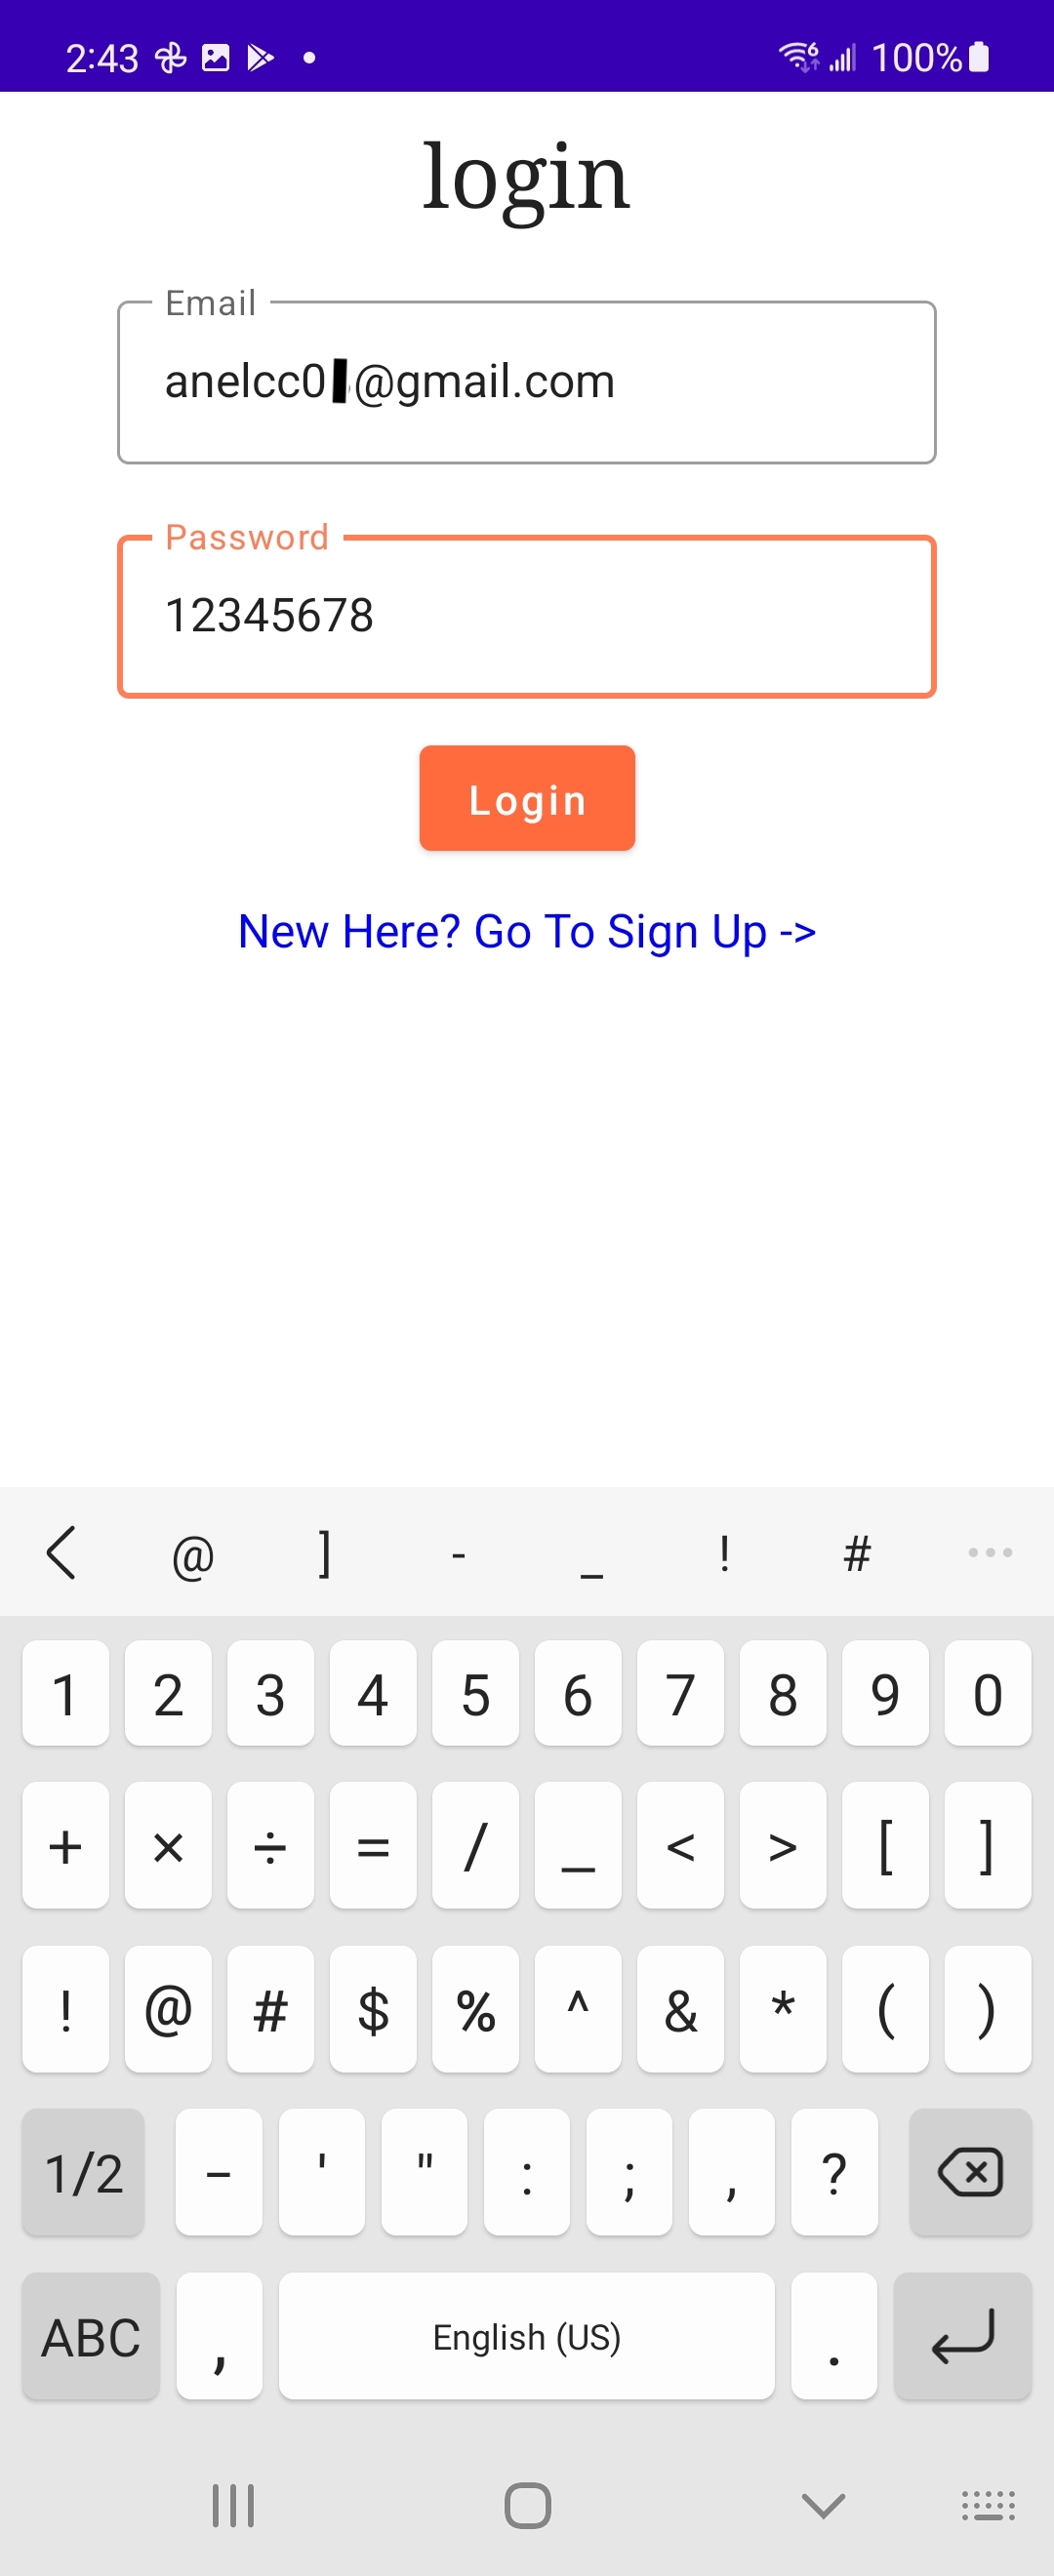 2:43 100%
login
Email
anelcc0 @gmail.com
Password
12345678
Login
New Here? Go To Sign Up ->
@ ] - _ ! #
1 2 3 4 5 6 7 8 9 0
+ × ÷ = / _ < > [ ]
! @ # $ % ^ & * ( )
1/2 - ' " : ; , ?
ABC , English (US) .